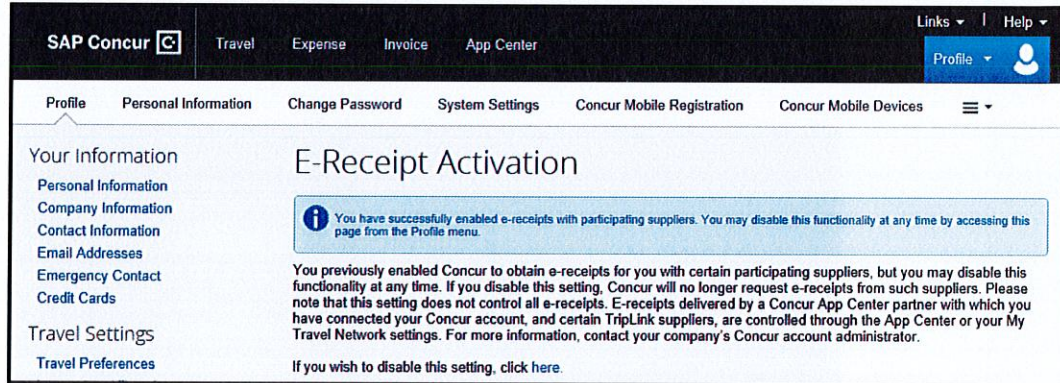 Links | Help
SAP Concur C Travel Expense Invoice App Center
Profile
Profile Personal Information Change Password System Settings Concur Mobile Registration Concur Mobile Devices
Your Information
Personal Information
Company Information
Contact Information
Email Addresses
Emergency Contact
Credit Cards
Travel Settings
Travel Preferences
E-Receipt Activation
You have successfully enabled e-receipts with participating suppliers. You may disable this functionality at any time by accessing this
page from the Profile menu.
You previously enabled Concur to obtain e-receipts for you with certain participating suppliers, but you may disable this
functionality at any time. If you disable this setting, Concur will no longer request e-receipts from such suppliers. Please
note that this setting does not control all e-receipts. E-receipts delivered by a Concur App Center partner with which you
have connected your Concur account, and certain TripLink suppliers, are controlled through the App Center or your My
Travel Network settings. For more information, contact your company's Concur account administrator.
If you wish to disable this setting, click here.